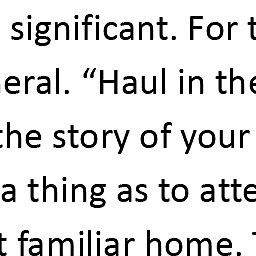 significant. For t
eral. “Haul in the
the story of your
a thing as to atte
t familiar home.